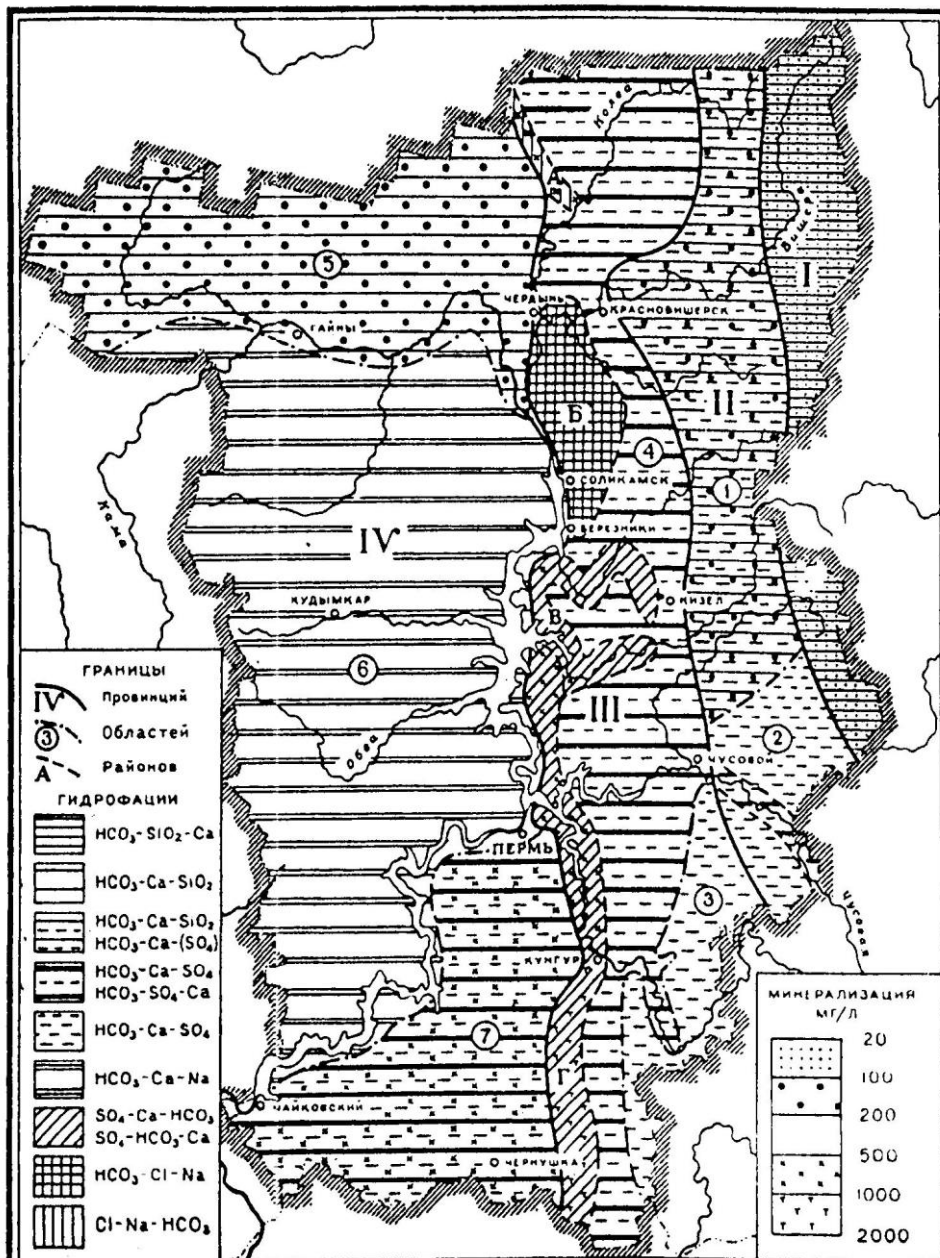 Колва
А
Вишера
I
5
ЧЕРДЫНЬ
КРАСНОВИШЕРСК
ГАЙНЫ
II
Б
4
СОЛИКАМСК
1
Кама
IV
БЕРЕЗНИКИ
КУДЫМКАР
В
КИЗЕЛ
6
III
2
Обва
ЧУСОВОЙ
ПЕРМЬ
3
Чусовая
КУНГУР
7
Г
ЧАЙКОВСКИЙ
ЧЕРНУШКА
ГРАНИЦЫ
IV Провинций
3 Областей
А Районов
ГИДРОФАЦИИ
HCO₃-SiO₂-Ca
HCO₃-Ca-SiO₂
HCO₃-Ca-SiO₂
HCO₃-Ca-(SO₄)
HCO₃-Ca-SO₄
HCO₃-SO₄-Ca
HCO₃-Ca-SO₄
HCO₃-Ca-Na
SO₄-Ca-HCO₃
SO₄-HCO₃-Ca
HCO₃-Cl-Na
Cl-Na-HCO₃
МИНЕРАЛИЗАЦИЯ
МГ/Л
20
100
200
500
1000
2000